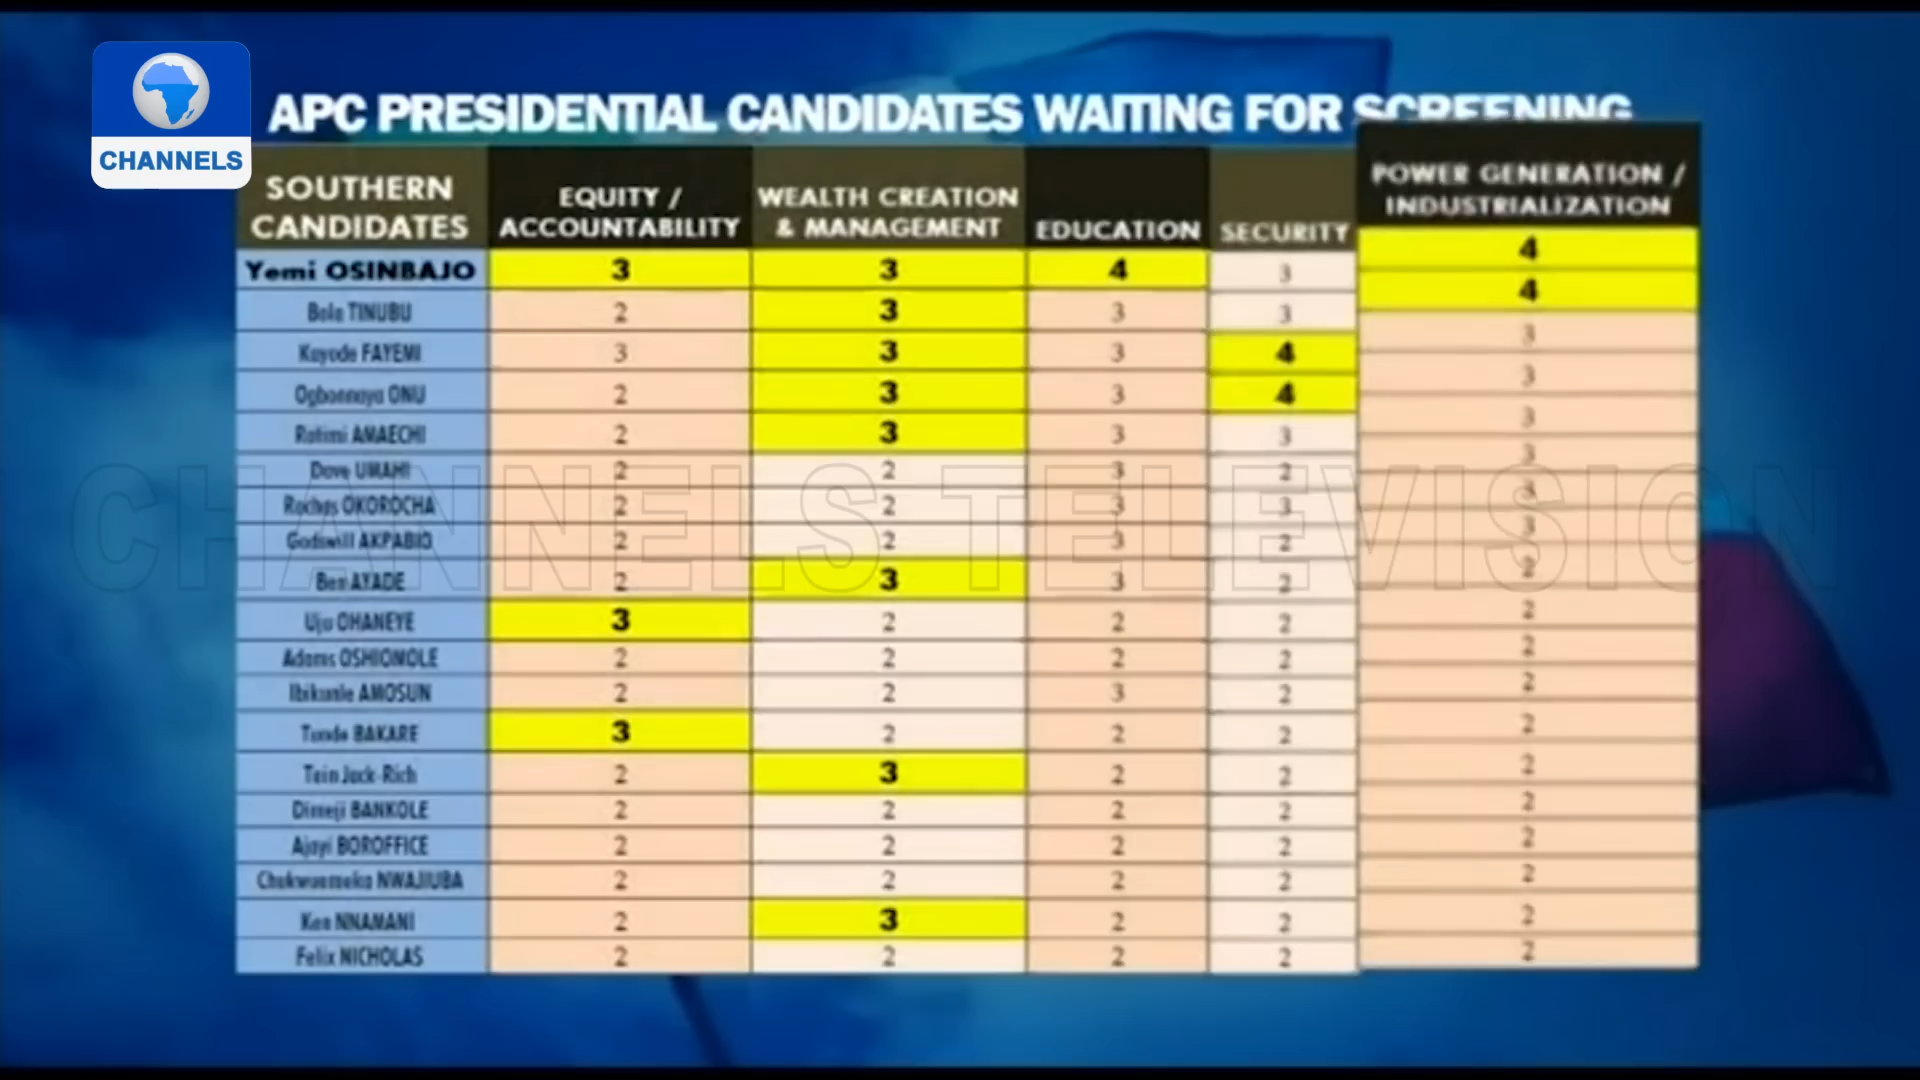 CHANNELS
APC PRESIDENTIAL CANDIDATES WAITING FOR SCREENING
SOUTHERN CANDIDATES EQUITY / ACCOUNTABILITY WEALTH CREATION & MANAGEMENT EDUCATION SECURITY POWER GENERATION / INDUSTRIALIZATION
Yemi OSINBAJO 3 3 4 3 4
Bola TINUBU 2 3 3 3 4
Kayode FAYEMI 3 3 3 4 3
Ogbonnaya ONU 2 3 3 4 3
Rotimi AMAECHI 2 3 3 3 3
Dave UMAHI 2 2 3 2 3
Rochas OKOROCHA 2 2 3 3 3
Godswill AKPABIO 2 2 3 2 3
Ben AYADE 2 3 3 2 2
Uju OHANEYE 3 2 2 2 2
Adams OSHIOMOLE 2 2 2 2 2
Ibikunle AMOSUN 2 2 3 2 2
Tunde BAKARE 3 2 2 2 2
Tein Jack-Rich 2 3 2 2 2
Dimeji BANKOLE 2 2 2 2 2
Ajayi BOROFFICE 2 2 2 2 2
Chukwuemeka NWAJIUBA 2 2 2 2 2
Ken NNAMANI 2 3 2 2 2
Felix NICHOLAS 2 2 2 2 2
CHANNELS TELEVISION